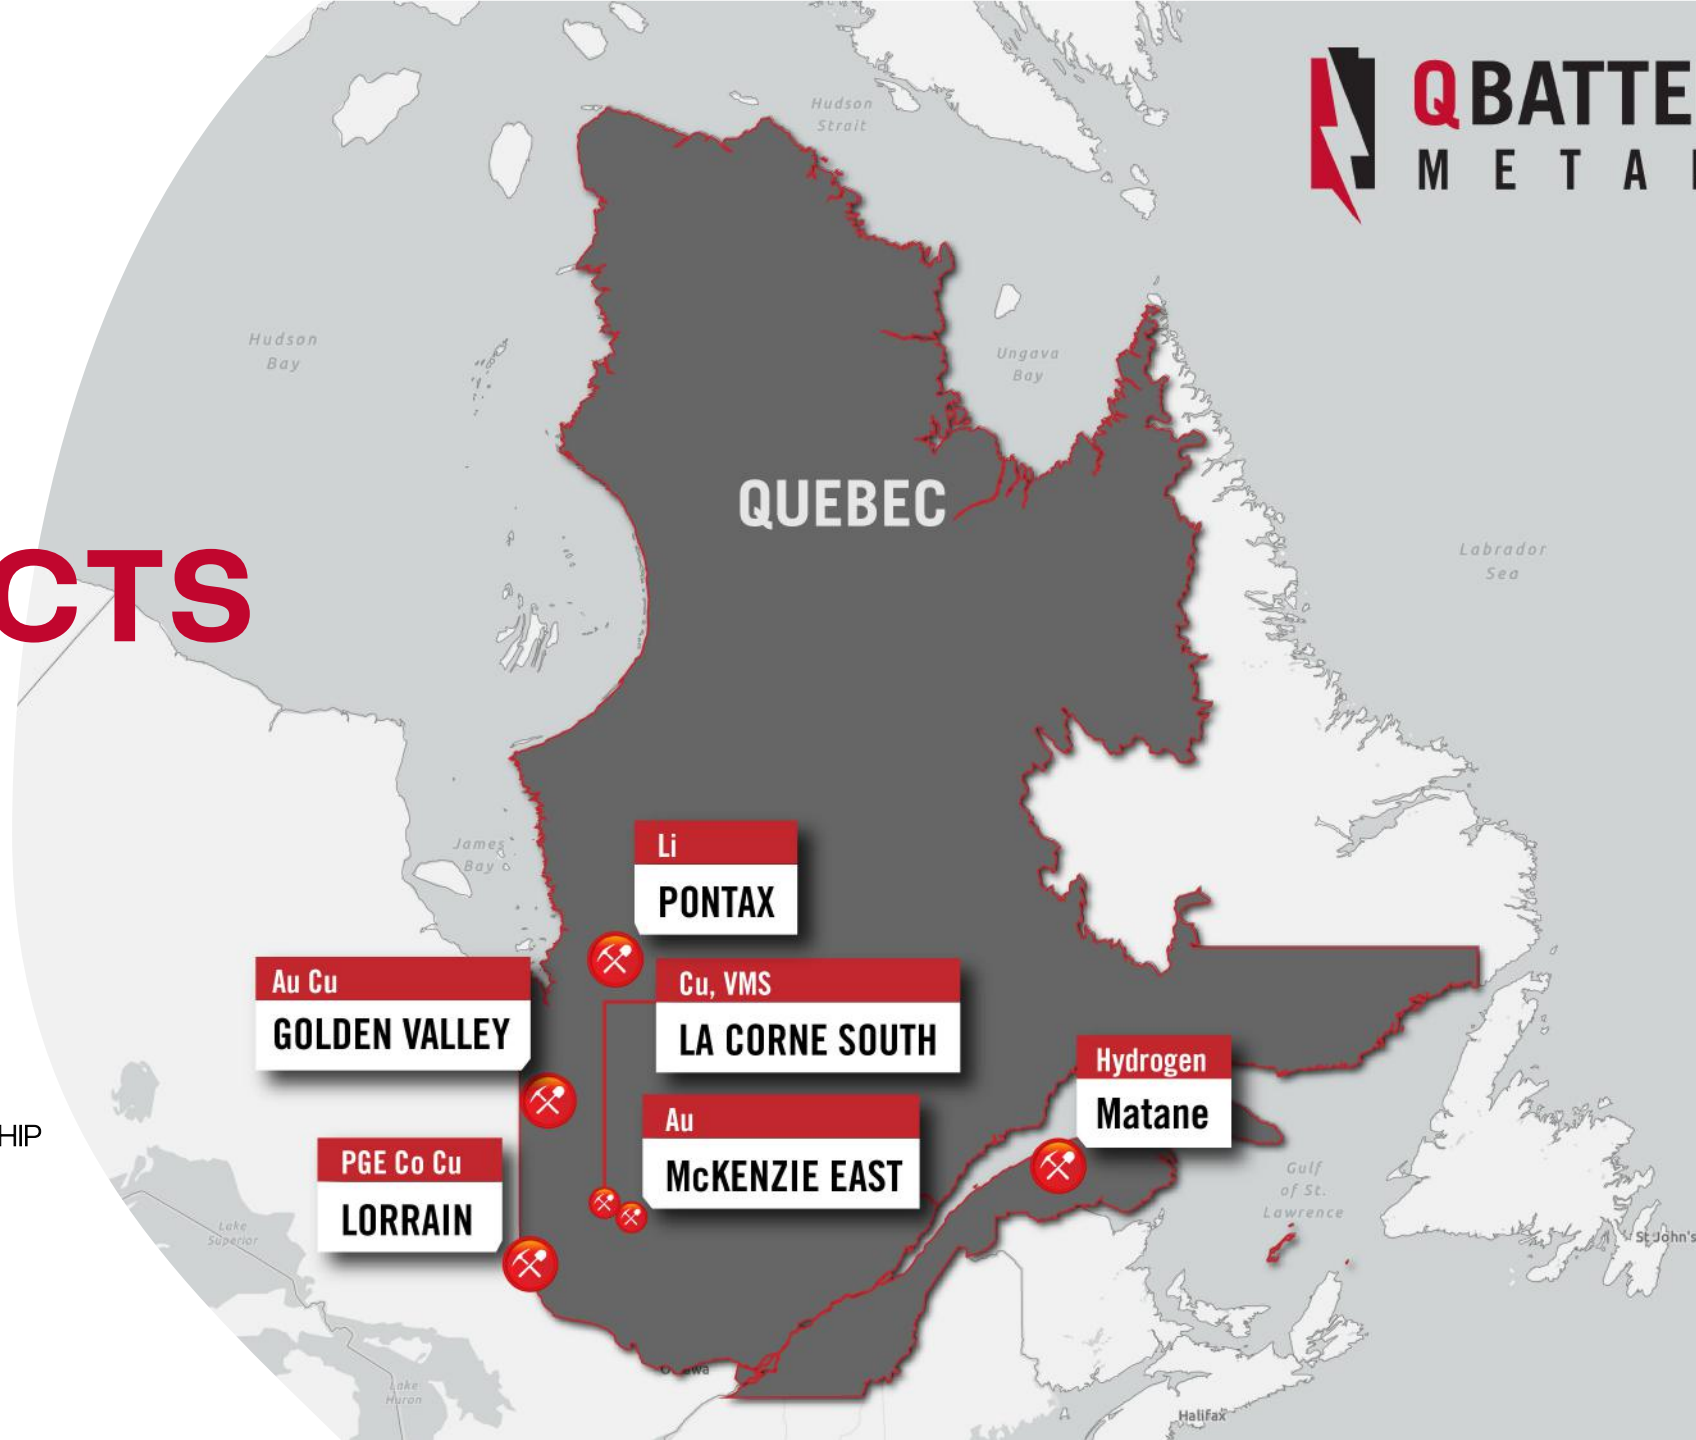 Hudson
Strait
QBATTE
METAL
Hudson
Bay
Ungava
Bay
QUEBEC
Labrador
Sea
CTS
James
Bay
Li
PONTAX
Au Cu
GOLDEN VALLEY
Cu, VMS
LA CORNE SOUTH
Hydrogen
Matane
Au
McKENZIE EAST
HIP
PGE Co Cu
LORRAIN
Gulf
of St.
Lawrence
Lake
Superior
St John's
Lake
Huron
Halifax